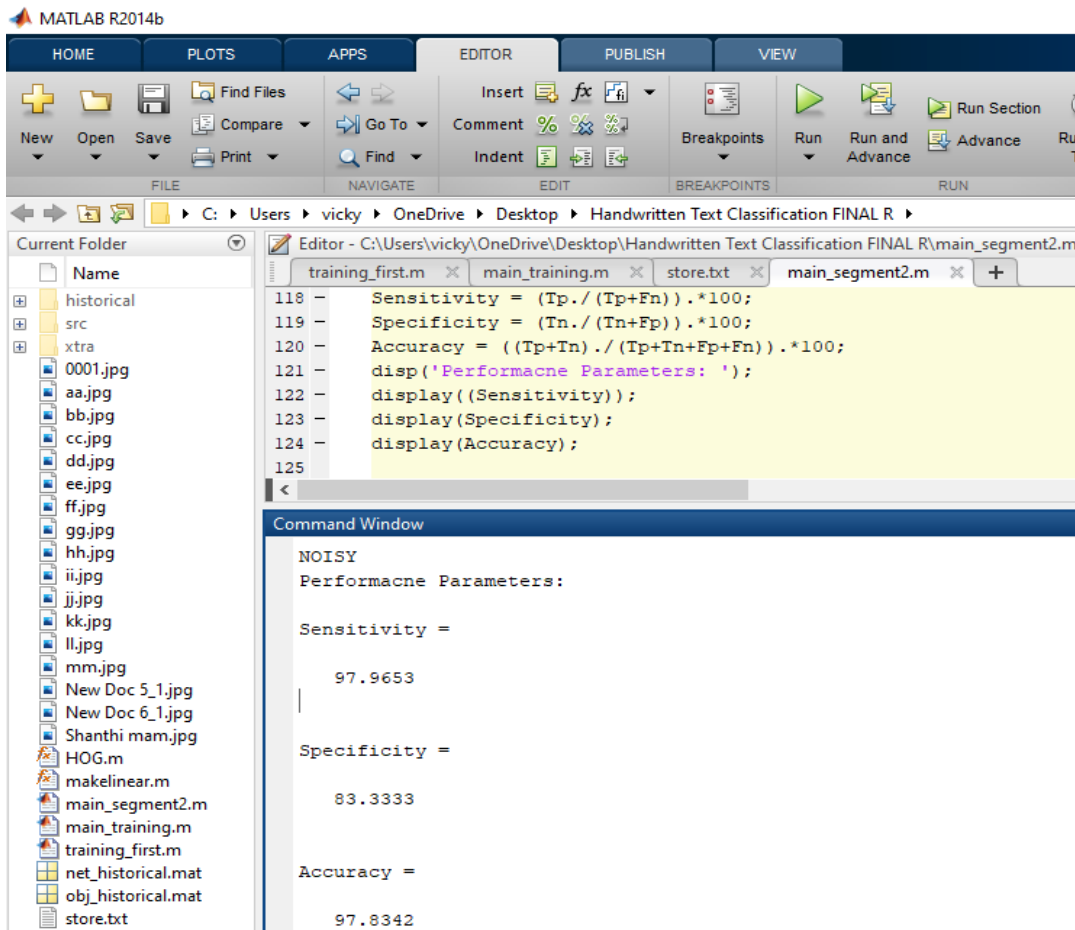 MATLAB R2014b
HOME PLOTS APPS EDITOR PUBLISH VIEW
New Open Save Find Files Compare Print
FILE
Go To Find
NAVIGATE
Insert fx fi
Comment
Indent
EDIT
Breakpoints
BREAKPOINTS
Run Run and Advance Run Section Advance Ru
RUN
C: Users vicky OneDrive Desktop Handwritten Text Classification FINAL R
Current Folder
Name
historical
src
xtra
0001.jpg
aa.jpg
bb.jpg
cc.jpg
dd.jpg
ee.jpg
ff.jpg
gg.jpg
hh.jpg
ii.jpg
jj.jpg
kk.jpg
ll.jpg
mm.jpg
New Doc 5_1.jpg
New Doc 6_1.jpg
Shanthi mam.jpg
HOG.m
makelinear.m
main_segment2.m
main_training.m
training_first.m
net_historical.mat
obj_historical.mat
store.txt
Editor - C:\Users\vicky\OneDrive\Desktop\Handwritten Text Classification FINAL R\main_segment2.m
training_first.m main_training.m store.txt main_segment2.m +
118 – Sensitivity = (Tp./(Tp+Fn)).*100;
119 – Specificity = (Tn./(Tn+Fp)).*100;
120 – Accuracy = ((Tp+Tn)./(Tp+Tn+Fp+Fn)).*100;
121 – disp('Performacne Parameters: ');
122 – display((Sensitivity));
123 – display(Specificity);
124 – display(Accuracy);
125
Command Window
NOISY
Performacne Parameters:
Sensitivity =
97.9653
Specificity =
83.3333
Accuracy =
97.8342